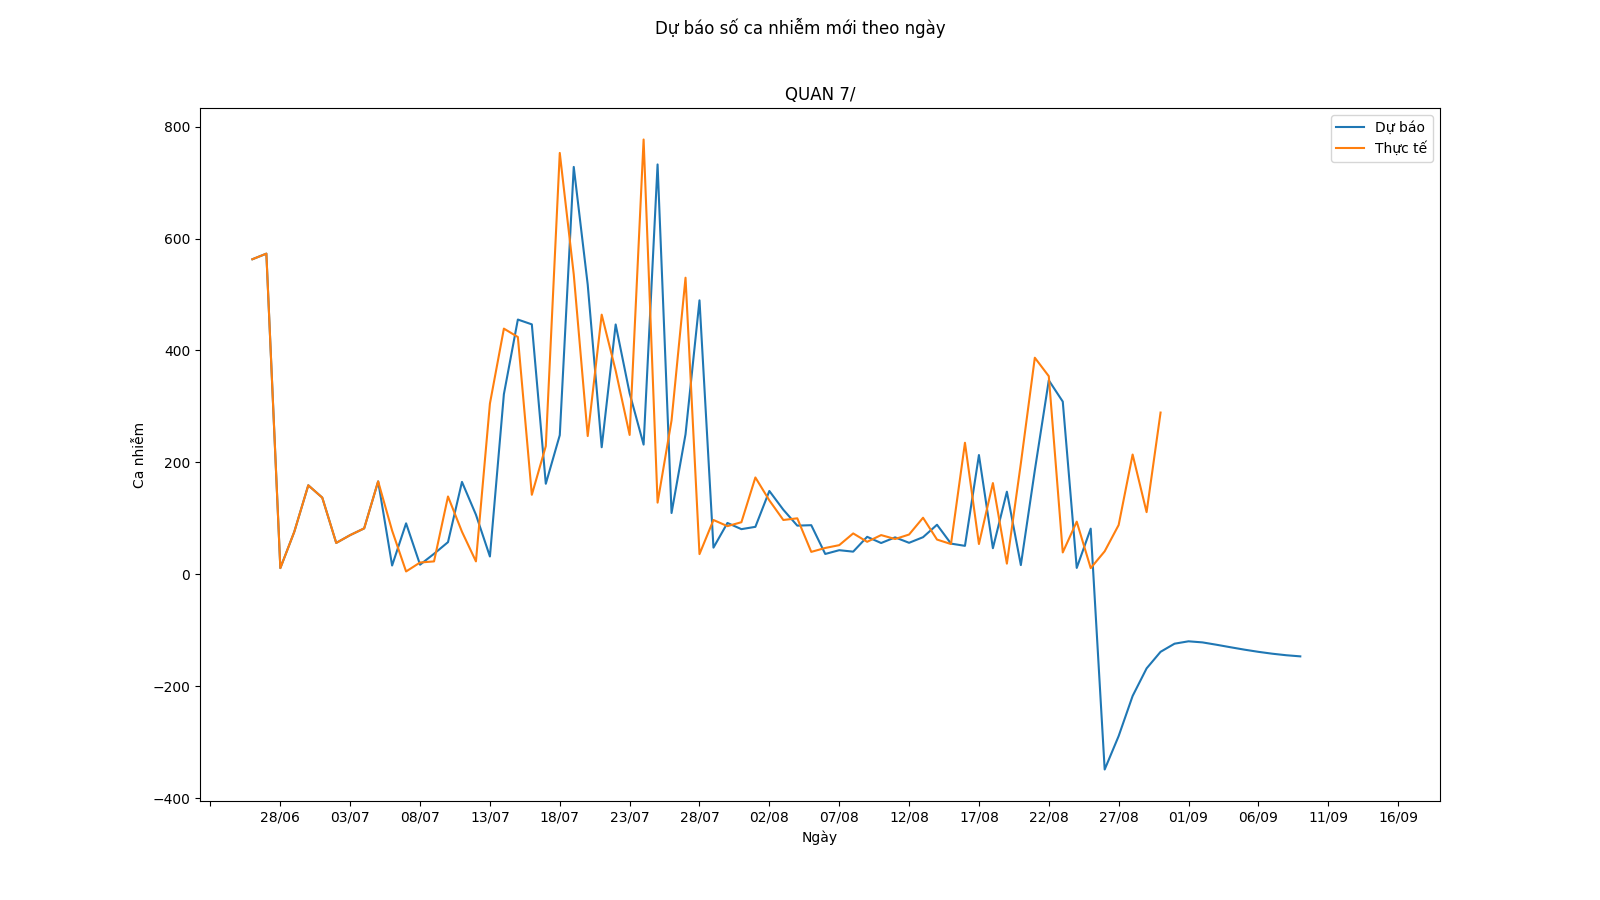 Dự báo số ca nhiễm mới theo ngày
QUAN 7/
Dự báo
Thực tế
800
600
400
200
0
−200
−400
Ca nhiễm
28/06 03/07 08/07 13/07 18/07 23/07 28/07 02/08 07/08 12/08 17/08 22/08 27/08 01/09 06/09 11/09 16/09
Ngày